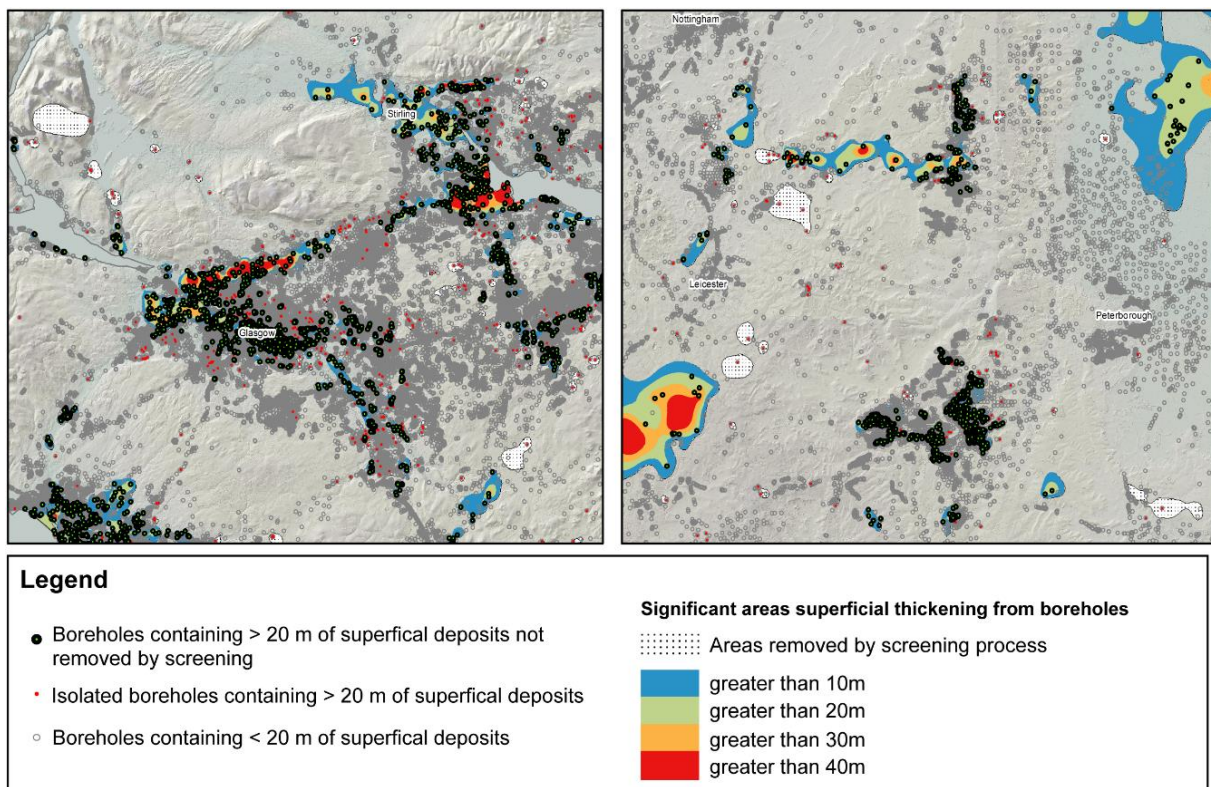 Stirling
Glasgow
Nottingham
Leicester
Peterborough
Legend
Boreholes containing > 20 m of superfical deposits not
removed by screening
Isolated boreholes containing > 20 m of superfical deposits
Boreholes containing < 20 m of superfical deposits
Significant areas superficial thickening from boreholes
Areas removed by screening process
greater than 10m
greater than 20m
greater than 30m
greater than 40m